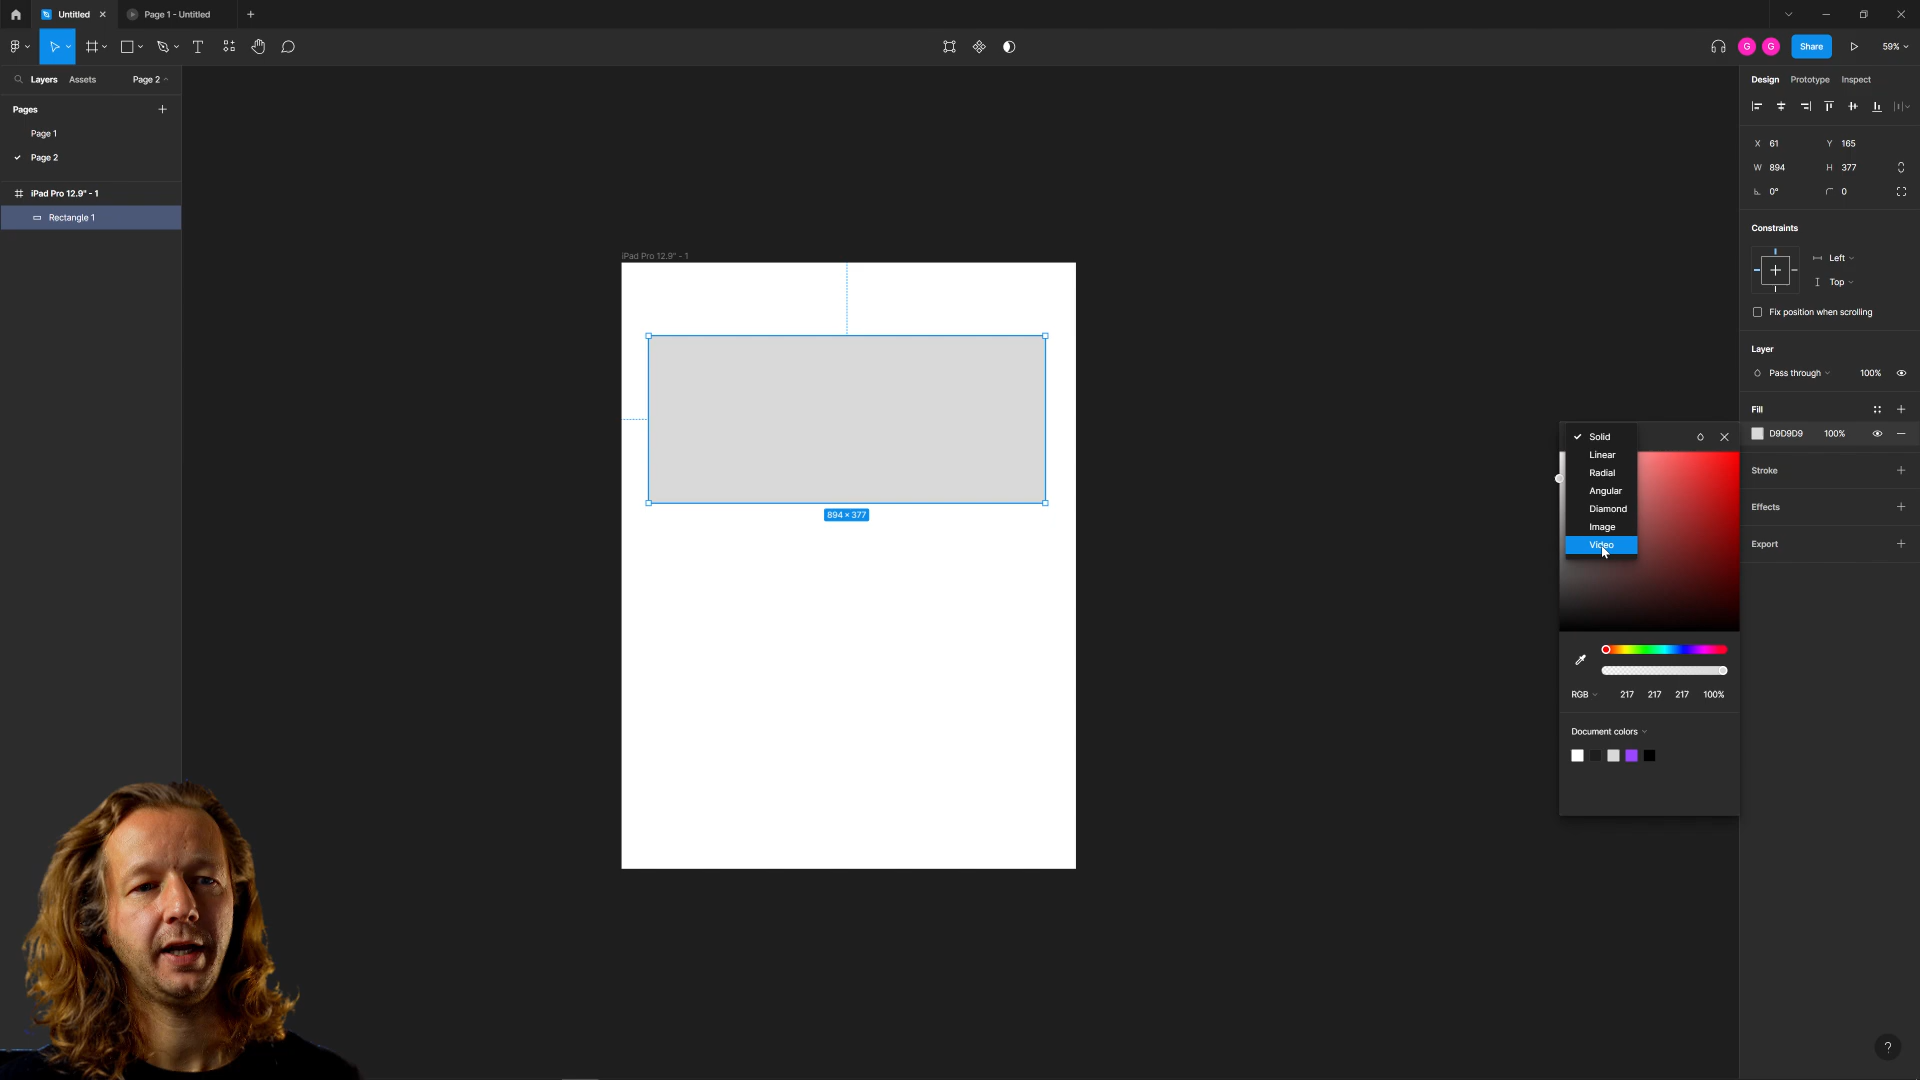 Untitled
Page 1 - Untitled
G G Share 59%
Layers Assets Page 2
Pages
Page 1
Page 2
iPad Pro 12.9" - 1
Rectangle 1
iPad Pro 12.9" - 1
894 × 377
Solid
Linear
Radial
Angular
Diamond
Image
Video
RGB 217 217 217 100%
Document colors
Design Prototype Inspect
X 61 Y 165
W 894 H 377
0° 0
Constraints
Left
Top
Fix position when scrolling
Layer
Pass through 100%
Fill
D9D9D9 100%
Stroke
Effects
Export
?